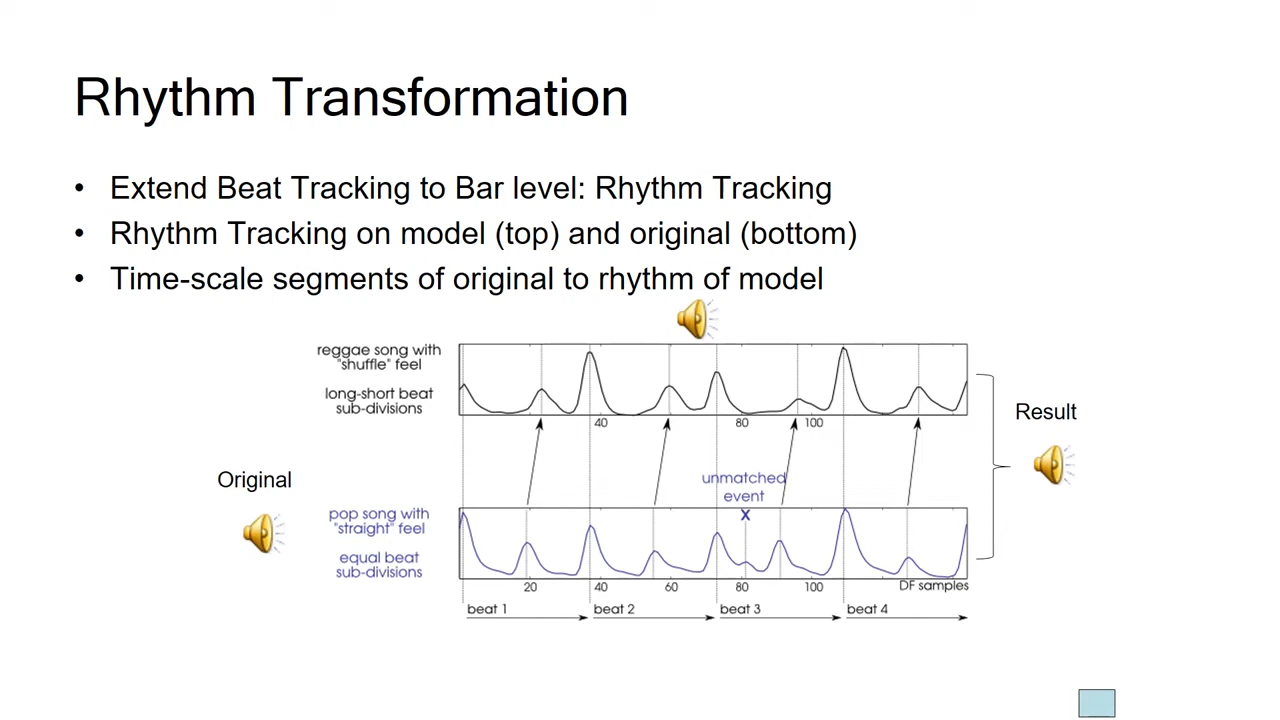 Rhythm Transformation
• Extend Beat Tracking to Bar level: Rhythm Tracking
• Rhythm Tracking on model (top) and original (bottom)
• Time-scale segments of original to rhythm of model
reggae song with
"shuffle" feel
long-short beat
sub-divisions
40 80 100
Result
Original
unmatched
event
x
pop song with
"straight" feel
equal beat
sub-divisions
20 40 60 80 100 DF samples
beat 1 beat 2 beat 3 beat 4